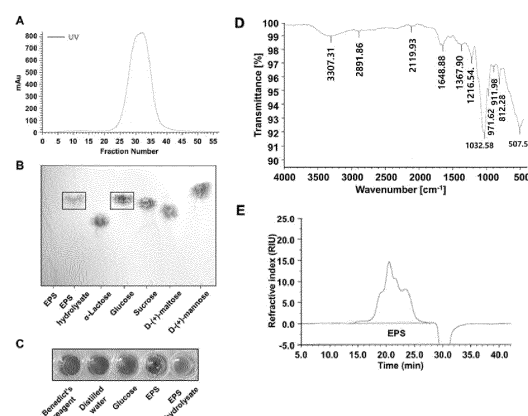 A
UV
mAu
800
700
600
500
400
300
200
100
0
0 5 10 15 20 25 30 35 40 45 50 55
Fraction Number
B
EPS
EPS hydrolysate
α-Lactose
Glucose
Sucrose
D-(+)-maltose
D-(+)-mannose
C
Benedict's reagent
Distilled water
Glucose
EPS
EPS hydrolysate
D
Transmittance [%]
100
99
98
97
96
95
94
93
92
91
90
3307.31
2891.86
2119.93
1648.88
1367.90
1216.54.
1032.58
971.62
911.98
812.28
507.5
4000 3500 3000 2500 2000 1500 1000 500
Wavenumber [cm⁻¹]
E
Refractive index (RIU)
25.0
20.0
15.0
10.0
5.0
0.0
-5.0
EPS
5.0 10.0 15.0 20.0 25.0 30.0 35.0 40.0
Time (min)